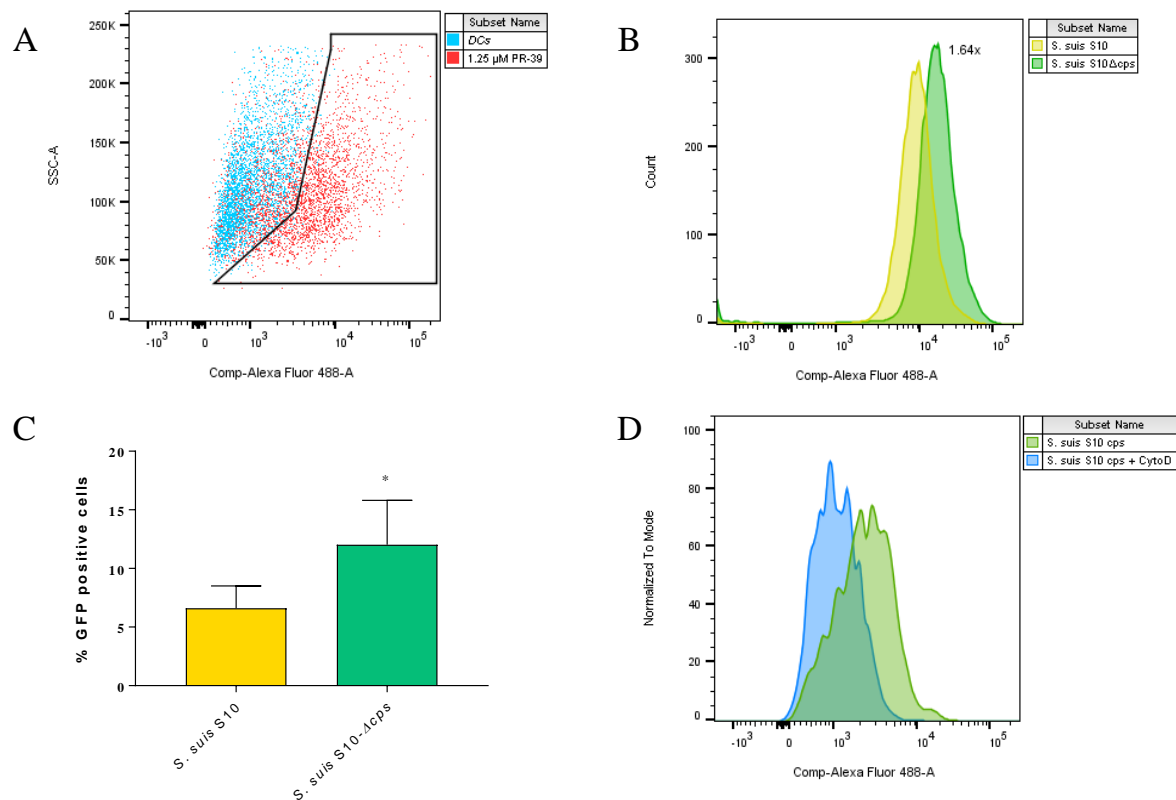 A
250K
200K
150K
100K
50K
0
SSC-A
-10³ 0 10³ 10⁴ 10⁵
Comp-Alexa Fluor 488-A
Subset Name
DCs
1.25 µM PR-39
B
300
200
100
0
Count
1.64x
-10³ 0 10³ 10⁴ 10⁵
Comp-Alexa Fluor 488-A
Subset Name
S. suis S10
S. suis S10Δcps
C
20
15
10
5
0
% GFP positive cells
*
S. suis S10
S. suis S10-Δcps
D
100
80
60
40
20
0
Normalized To Mode
-10³ 0 10³ 10⁴ 10⁵
Comp-Alexa Fluor 488-A
Subset Name
S. suis S10 cps
S. suis S10 cps + CytoD